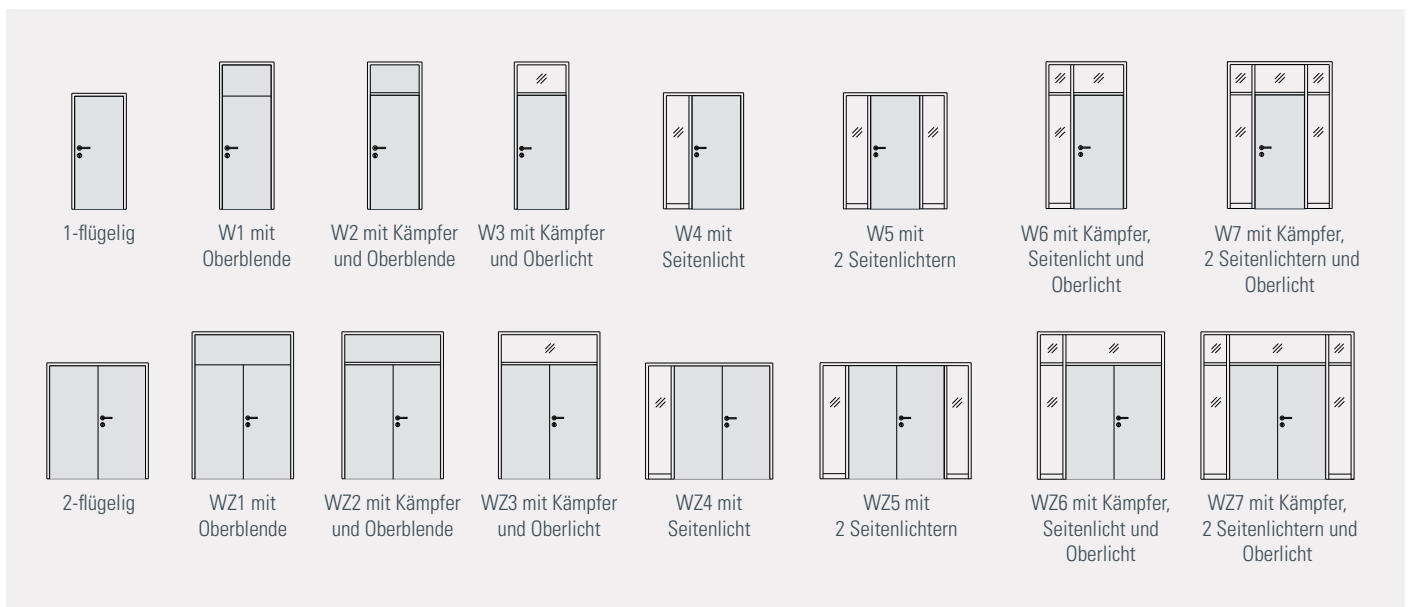 1-flügelig
W1 mit
Oberblende
W2 mit Kämpfer
und Oberblende
W3 mit Kämpfer
und Oberlicht
W4 mit
Seitenlicht
W5 mit
2 Seitenlichtern
W6 mit Kämpfer,
Seitenlicht und
Oberlicht
W7 mit Kämpfer,
2 Seitenlichtern und
Oberlicht
2-flügelig
WZ1 mit
Oberblende
WZ2 mit Kämpfer
und Oberblende
WZ3 mit Kämpfer
und Oberlicht
WZ4 mit
Seitenlicht
WZ5 mit
2 Seitenlichtern
WZ6 mit Kämpfer,
Seitenlicht und
Oberlicht
WZ7 mit Kämpfer,
2 Seitenlichtern und
Oberlicht